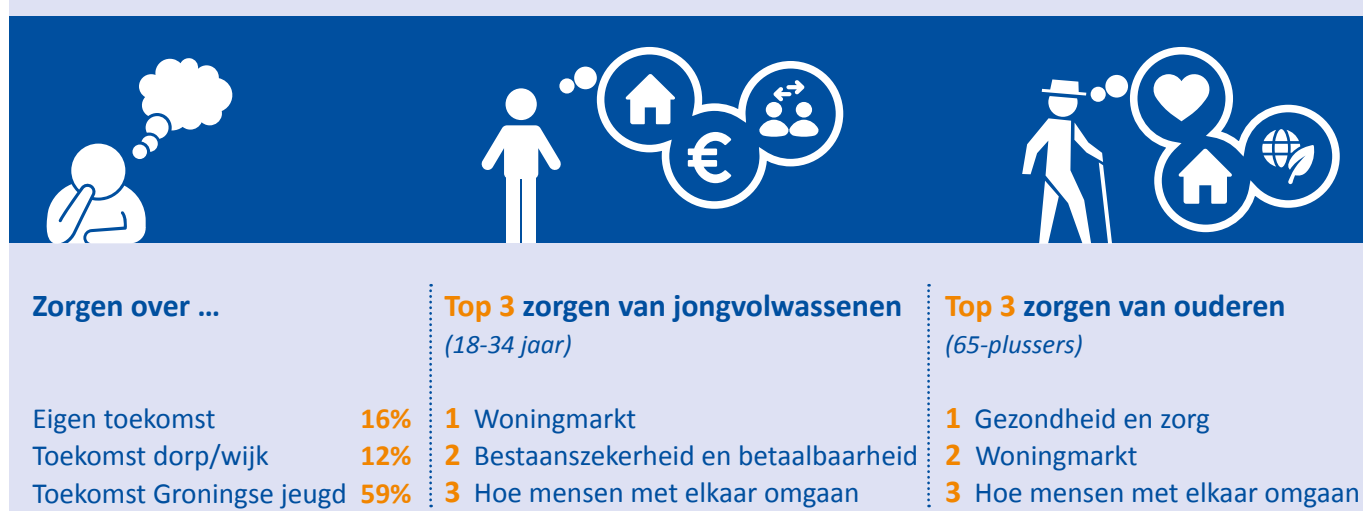 Zorgen over ...
Eigen toekomst 16%
Toekomst dorp/wijk 12%
Toekomst Groningse jeugd 59%
Top 3 zorgen van jongvolwassenen
(18-34 jaar)
1 Woningmarkt
2 Bestaanszekerheid en betaalbaarheid
3 Hoe mensen met elkaar omgaan
Top 3 zorgen van ouderen
(65-plussers)
1 Gezondheid en zorg
2 Woningmarkt
3 Hoe mensen met elkaar omgaan
€